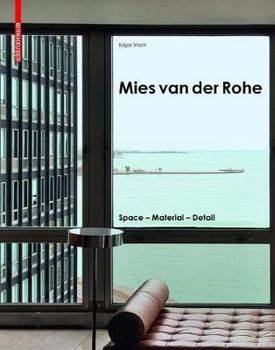 BIRKHÄUSER
Edgar Stach
Mies van der Rohe
Space – Material – Detail